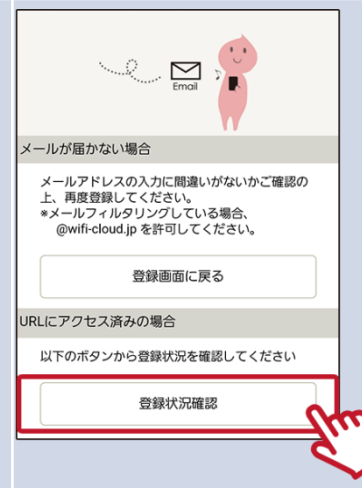 Email
メールが届かない場合
メールアドレスの入力に間違いがないかご確認の
上、再度登録してください。
*メールフィルタリングしている場合、
@wifi-cloud.jp を許可してください。
登録画面に戻る
URLにアクセス済みの場合
以下のボタンから登録状況を確認してください
登録状況確認